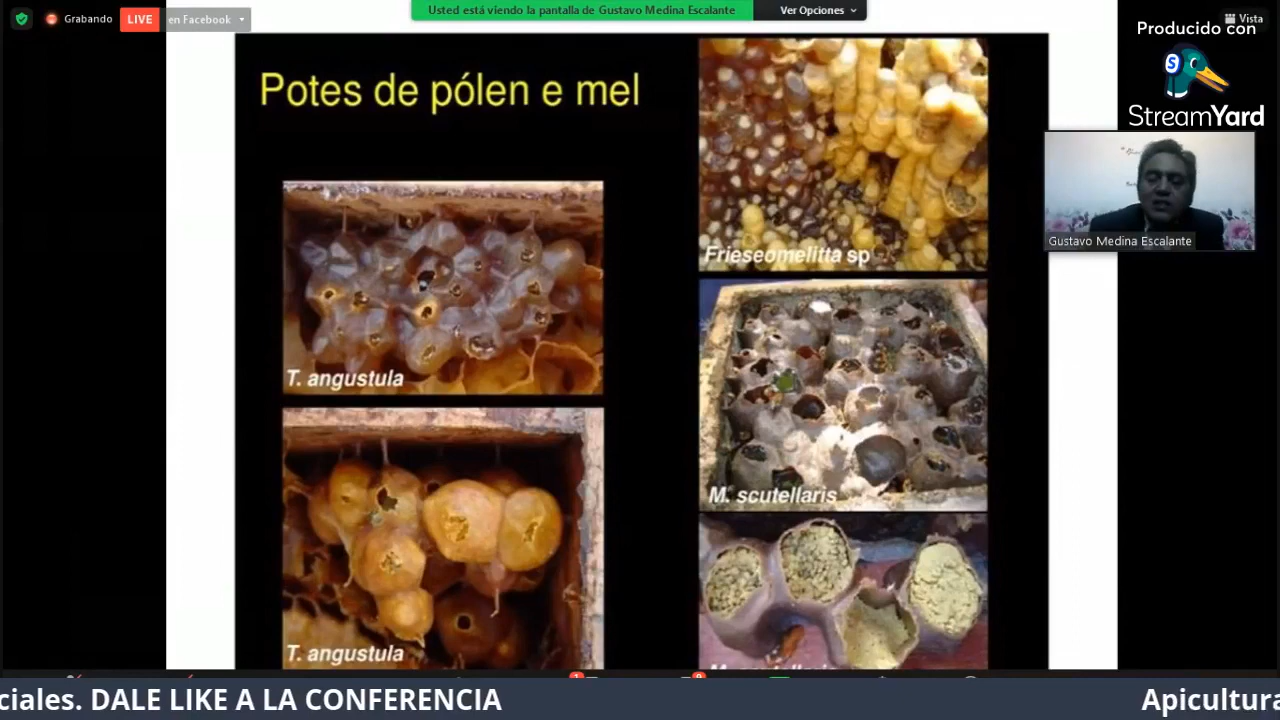 Grabando
LIVE
en Facebook
Usted está viendo la pantalla de Gustavo Medina Escalante
Ver Opciones
Vista
Producido con
S
StreamYard
Potes de pólen e mel
Frieseomelitta sp
Gustavo Medina Escalante
T. angustula
M. scutellaris
T. angustula
ciales. DALE LIKE A LA CONFERENCIA
Apicultura